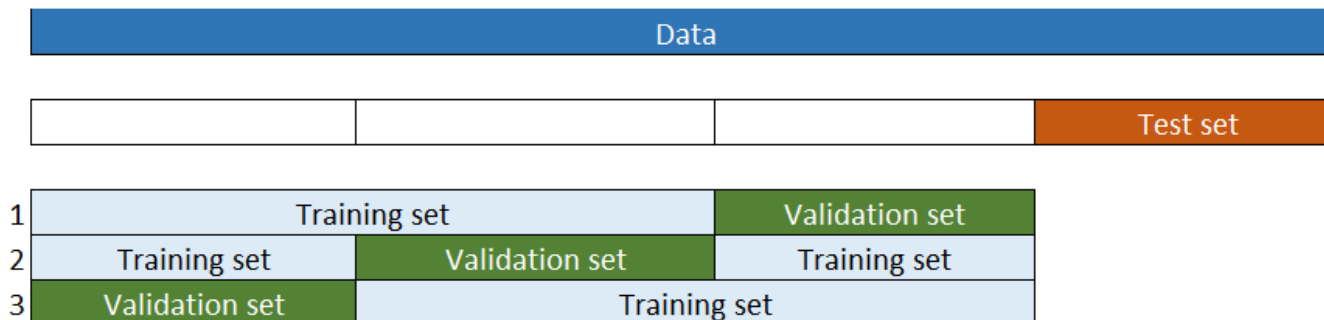 Data
Test set
1 Training set Validation set
2 Training set Validation set Training set
3 Validation set Training set